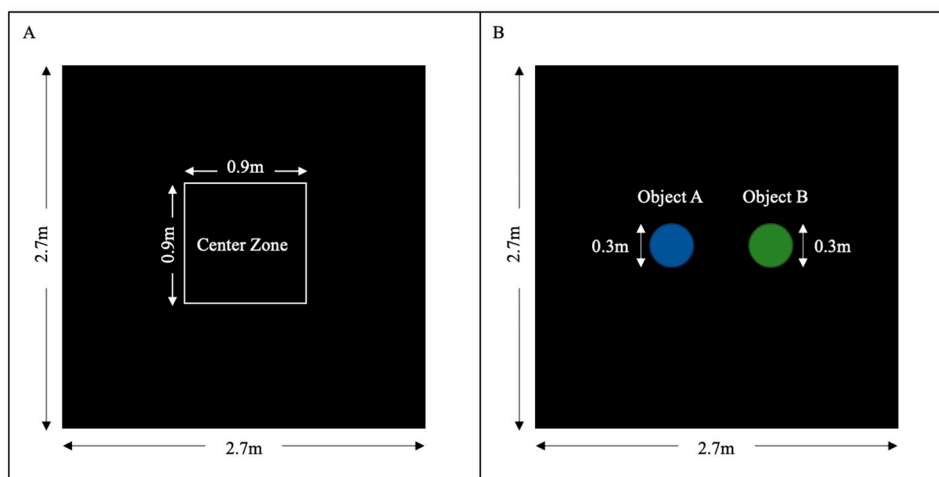 A
2.7m
0.9m
0.9m
Center Zone
2.7m
B
2.7m
Object A
Object B
0.3m
0.3m
2.7m